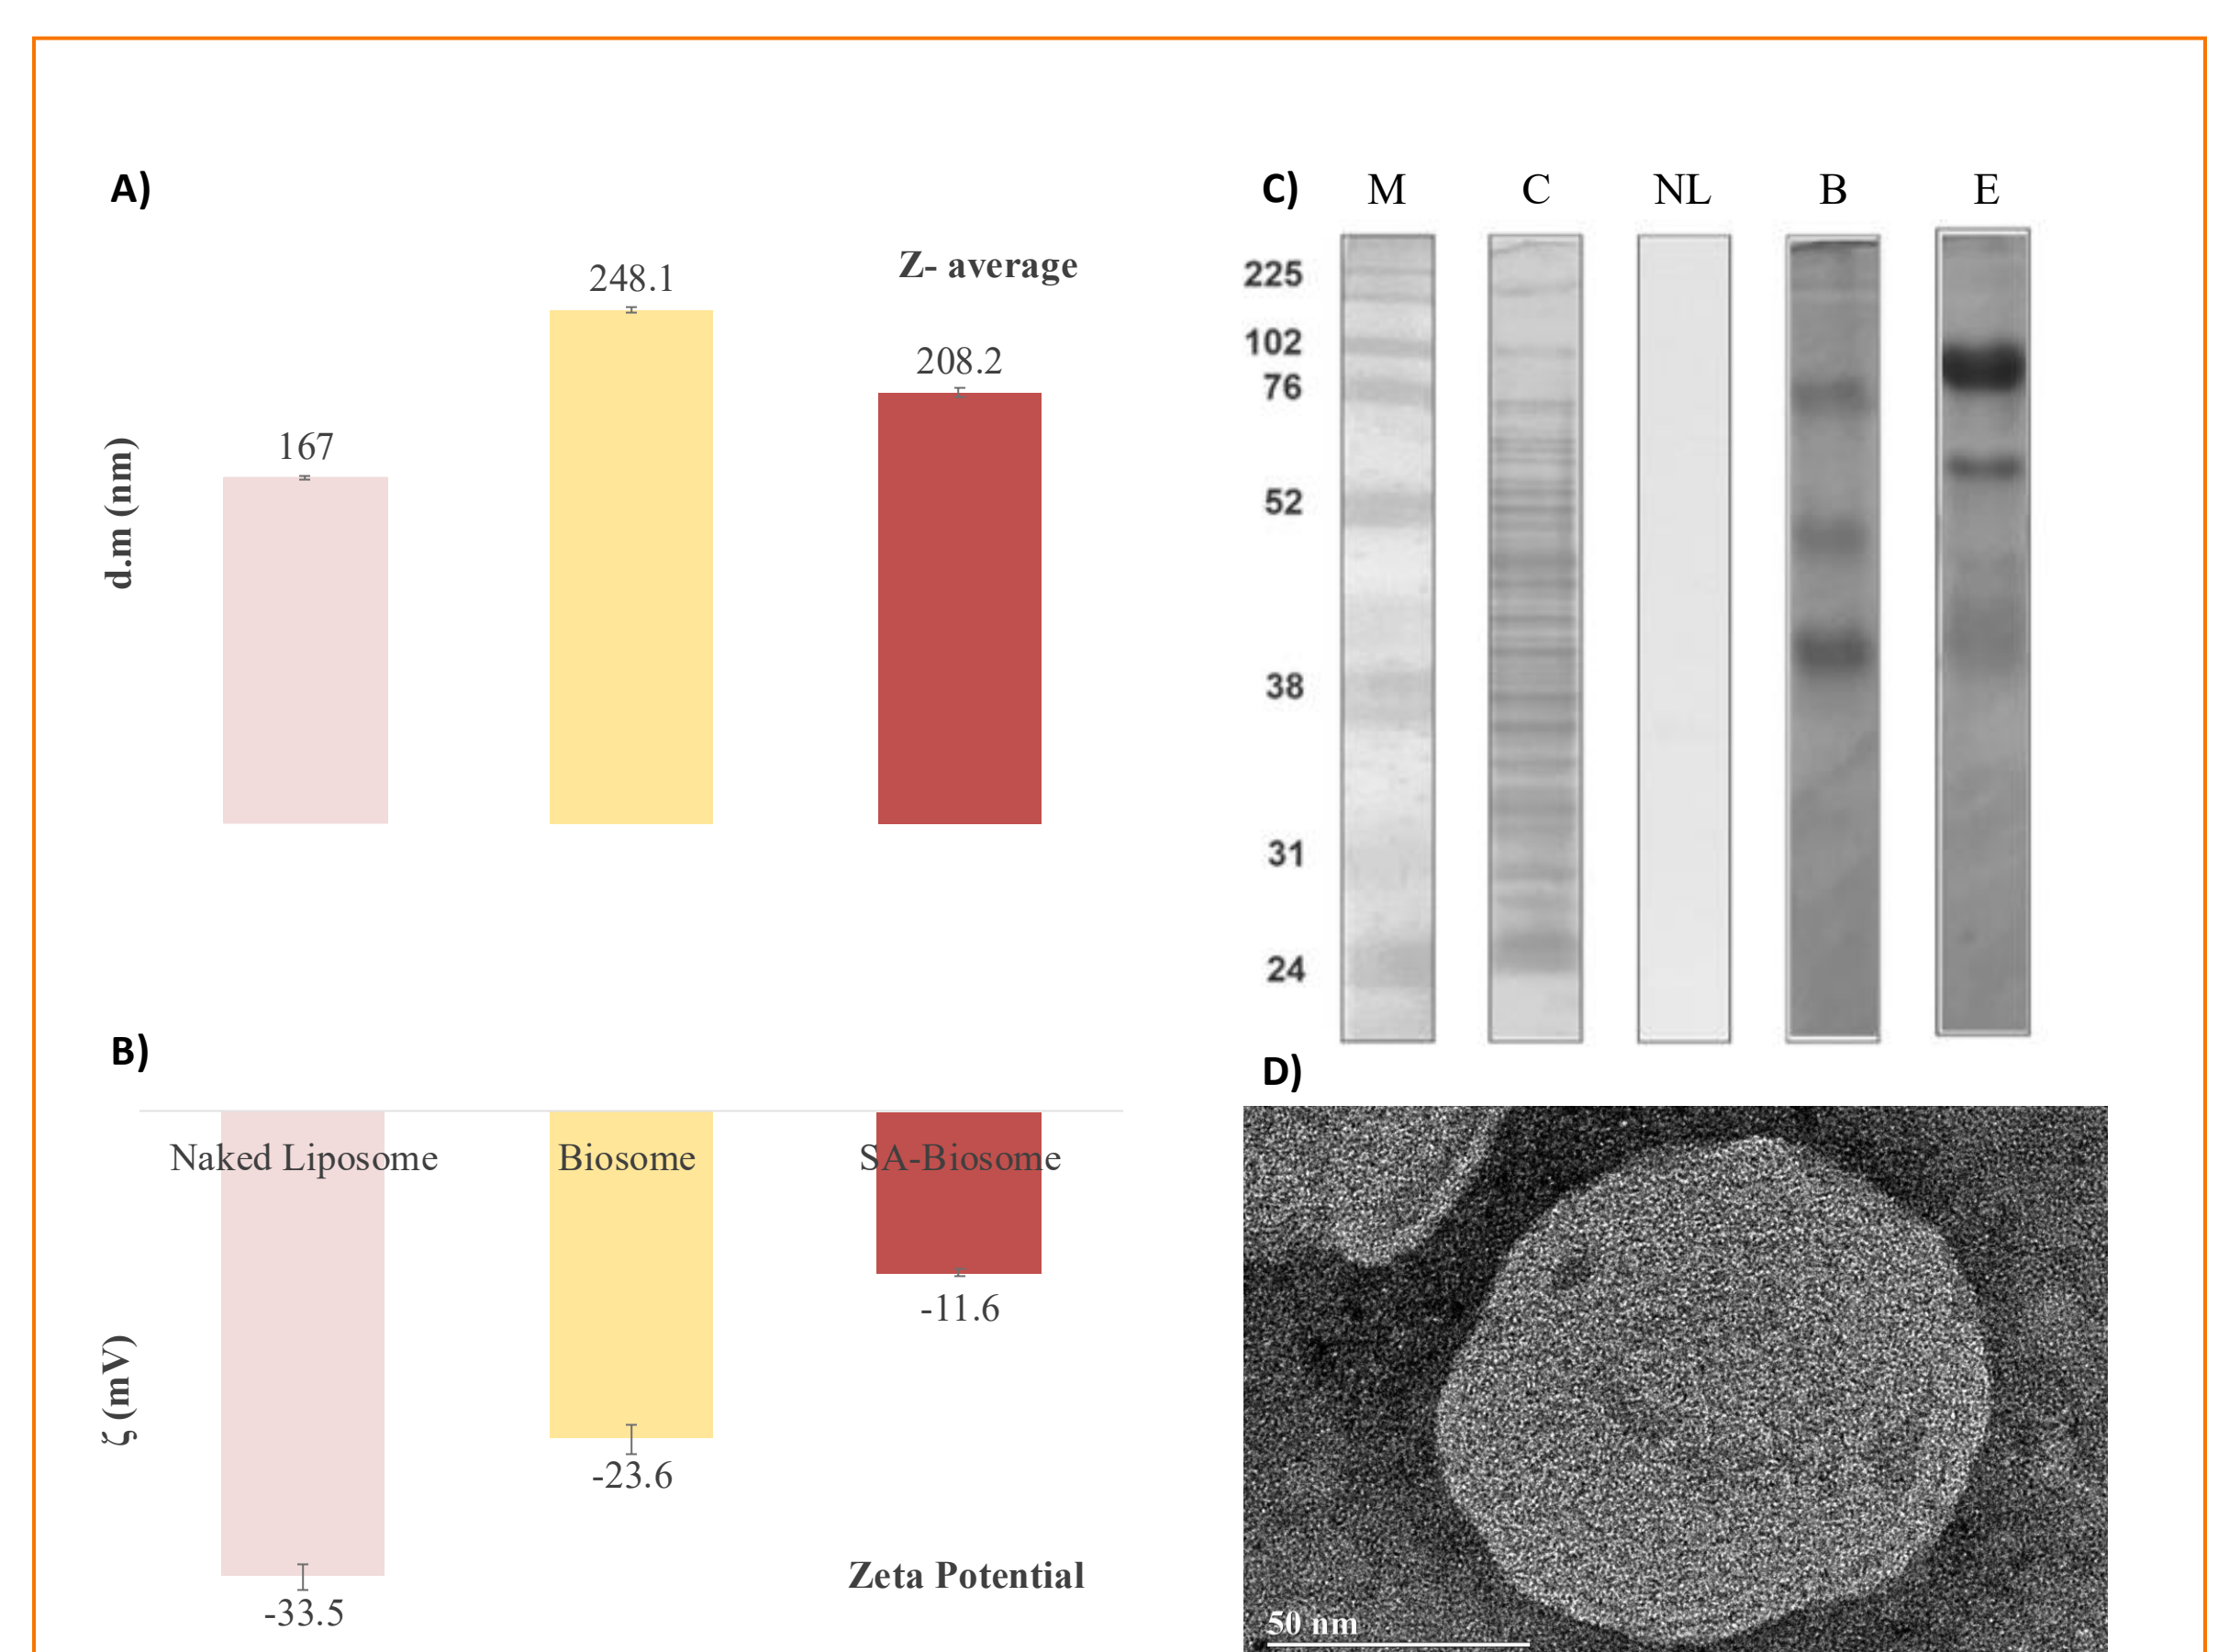 A)
Z- average
167
248.1
208.2
d.m (nm)
B)
Naked Liposome
Biosome
SA-Biosome
-33.5
-23.6
-11.6
ζ (mV)
Zeta Potential
C)
M C NL B E
225
102
76
52
38
31
24
D)
50 nm